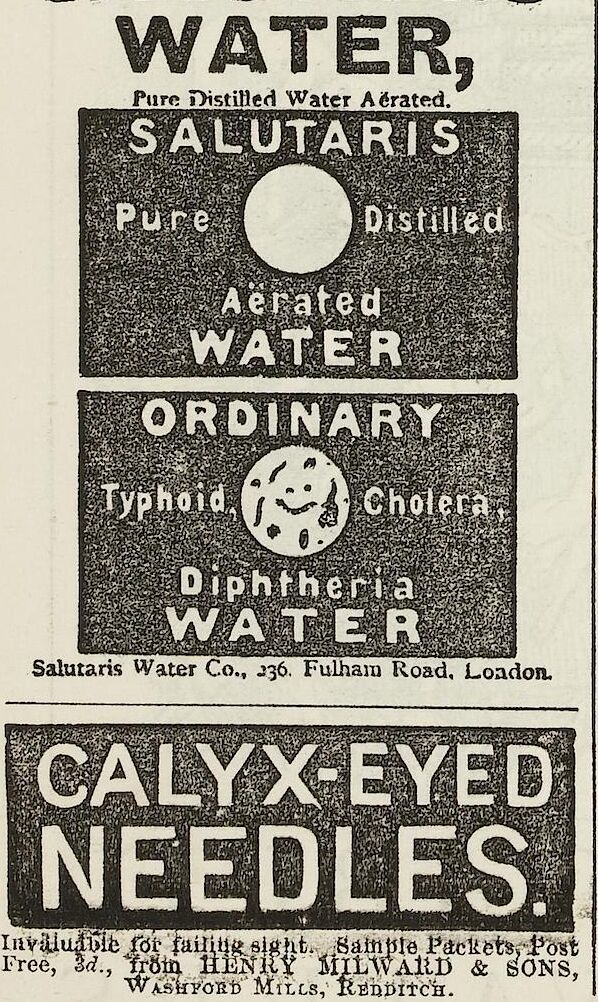 WATER,
Pure Distilled Water Aërated.
SALUTARIS
Pure Distilled
Aërated
WATER
ORDINARY
Typhoid, Cholera,
Diphtheria
WATER
Salutaris Water Co., 236. Fulham Road, London.
CALYX-EYED
NEEDLES.
Invaluable for failing sight. Sample Packets, Post
Free, 3d., from HENRY MILWARD & SONS,
WASHFORD MILLS, REDDITCH.